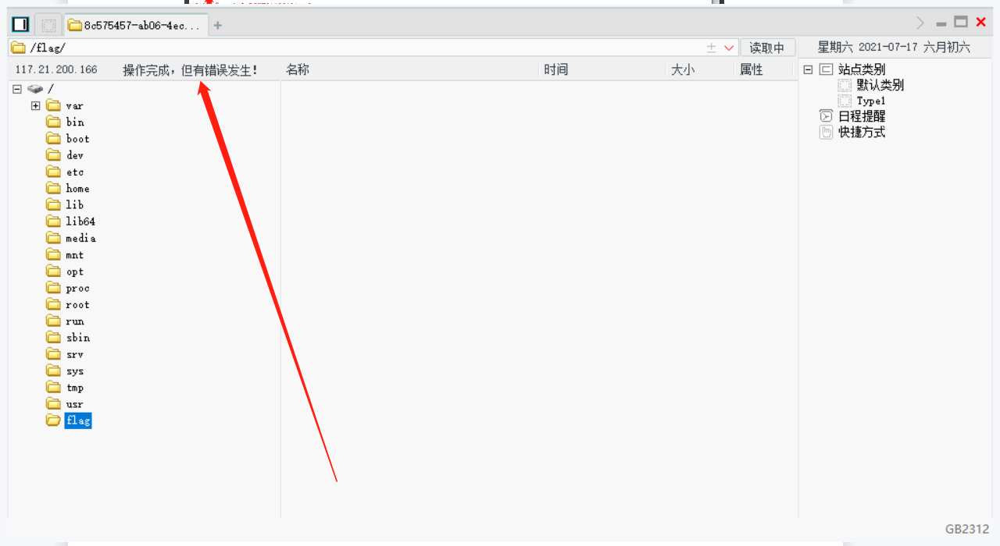 8c575457-ab06-4ec...
/flag/
读取中
星期六 2021-07-17 六月初六
117.21.200.166 操作完成，但有错误发生！
名称 时间 大小 属性
/
var
bin
boot
dev
etc
home
lib
lib64
media
mnt
opt
proc
root
run
sbin
srv
sys
tmp
usr
flag
站点类别
默认类别
Type1
日程提醒
快捷方式
GB2312